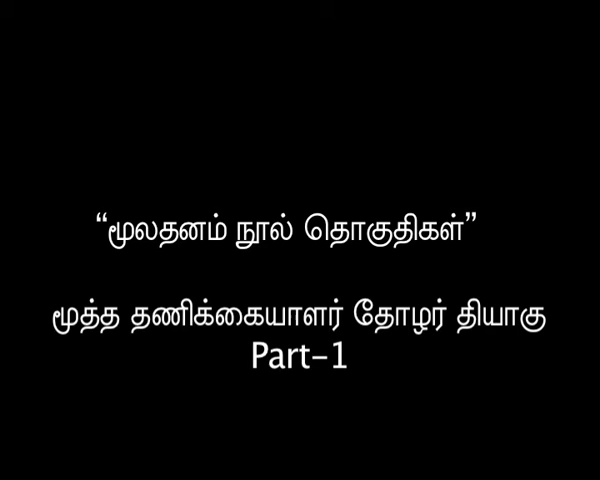 “மூலதனம் நூல் தொகுதிகள்”
மூத்த தணிக்கையாளர் தோழர் தியாகு
Part-1